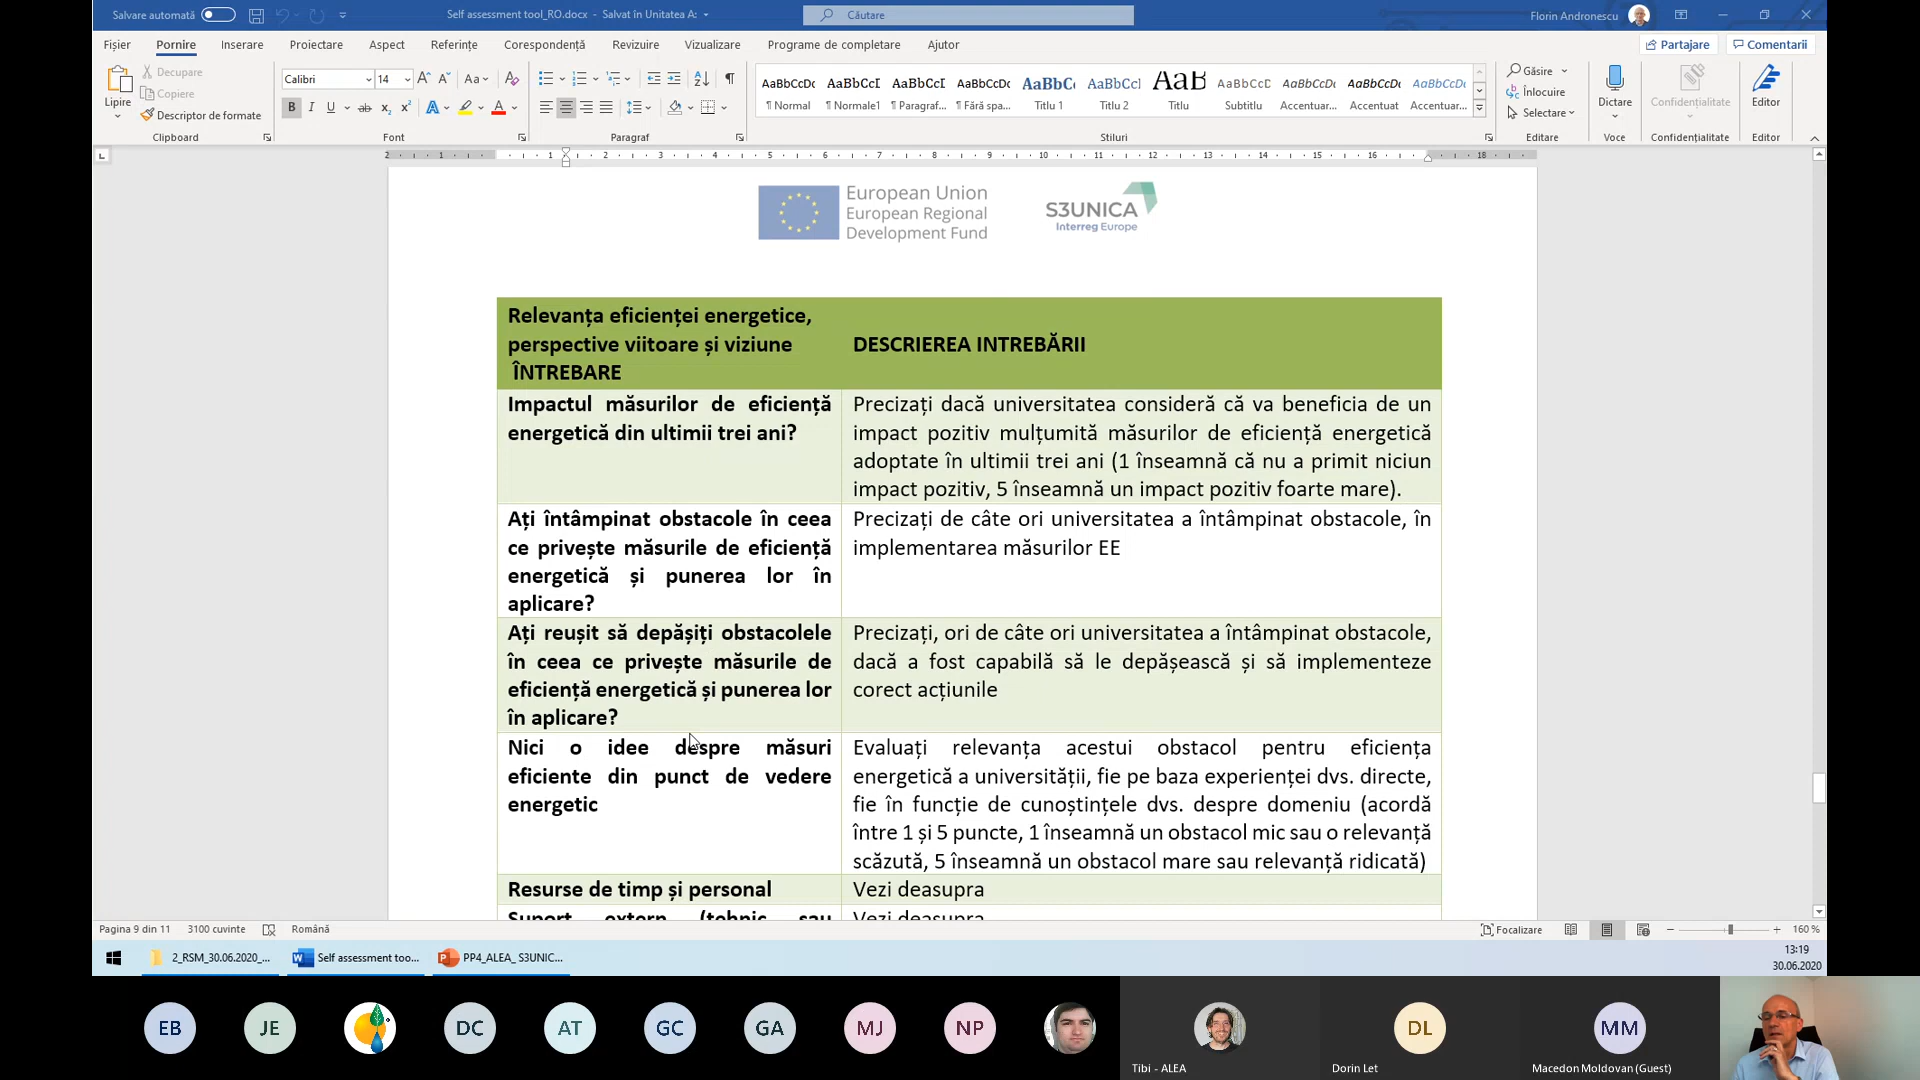 Salvare automată
Self assessment tool_RO.docx - Salvat în Unitatea A:
Căutare
Florin Andronescu
Fișier
Pornire
Inserare
Proiectare
Aspect
Referințe
Corespondență
Revizuire
Vizualizare
Programe de completare
Ajutor
Partajare
Comentarii
Lipire
Decupare
Copiere
Descriptor de formate
Clipboard
Calibri
14
Font
Paragraf
¶ Normal
¶ Normale1
¶ Paragraf...
¶ Fără spa...
Titlu 1
Titlu 2
Titlu
Subtitlu
Accentuar...
Accentuat
Accentuar...
Stiluri
Găsire
Înlocuire
Selectare
Editare
Dictare
Voce
Confidențialitate
Confidențialitate
Editor
Editor
European Union
European Regional
Development Fund
S3UNICA
Interreg Europe
Relevanța eficienței energetice,
perspective viitoare și viziune
ÎNTREBARE
DESCRIEREA INTREBĂRII
Impactul măsurilor de eficiență
energetică din ultimii trei ani?
Precizați dacă universitatea consideră că va beneficia de un
impact pozitiv mulțumită măsurilor de eficiență energetică
adoptate în ultimii trei ani (1 înseamnă că nu a primit niciun
impact pozitiv, 5 înseamnă un impact pozitiv foarte mare).
Ați întâmpinat obstacole în ceea
ce privește măsurile de eficiență
energetică și punerea lor în
aplicare?
Precizați de câte ori universitatea a întâmpinat obstacole, în
implementarea măsurilor EE
Ați reușit să depășiți obstacolele
în ceea ce privește măsurile de
eficiență energetică și punerea lor
în aplicare?
Precizați, ori de câte ori universitatea a întâmpinat obstacole,
dacă a fost capabilă să le depășească și să implementeze
corect acțiunile
Nici o idee despre măsuri
eficiente din punct de vedere
energetic
Evaluați relevanța acestui obstacol pentru eficiența
energetică a universității, fie pe baza experienței dvs. directe,
fie în funcție de cunoștințele dvs. despre domeniu (acordă
între 1 și 5 puncte, 1 înseamnă un obstacol mic sau o relevanță
scăzută, 5 înseamnă un obstacol mare sau relevanță ridicată)
Resurse de timp și personal
Vezi deasupra
Suport extern (tehnic sau
Vezi deasupra
Pagina 9 din 11
3100 cuvinte
Română
Focalizare
160 %
2_RSM_30.06.2020_...
Self assessment too...
PP4_ALEA_ S3UNIC...
13:19
30.06.2020
EB
JE
DC
AT
GC
GA
MJ
NP
Tibi - ALEA
DL
Dorin Let
MM
Macedon Moldovan (Guest)